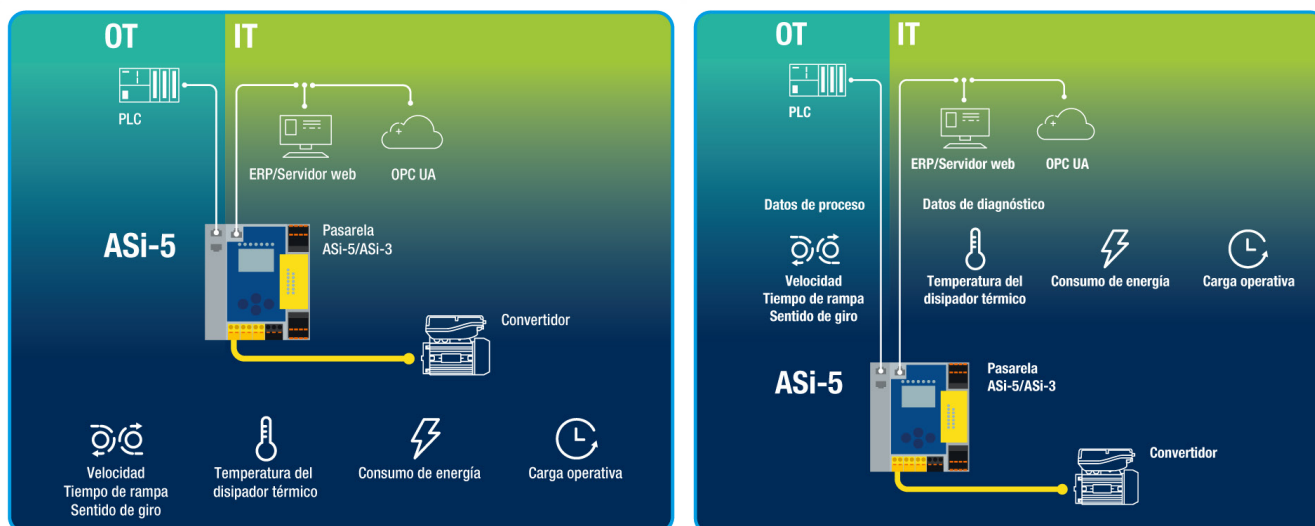 OT
IT
PLC
ERP/Servidor web
OPC UA
ASi-5
Pasarela
ASi-5/ASi-3
Convertidor
Velocidad
Tiempo de rampa
Sentido de giro
Temperatura del
disipador térmico
Consumo de energía
Carga operativa
OT
IT
PLC
ERP/Servidor web
OPC UA
Datos de proceso
Datos de diagnóstico
Velocidad
Tiempo de rampa
Sentido de giro
Temperatura del
disipador térmico
Consumo de energía
Carga operativa
ASi-5
Pasarela
ASi-5/ASi-3
Convertidor